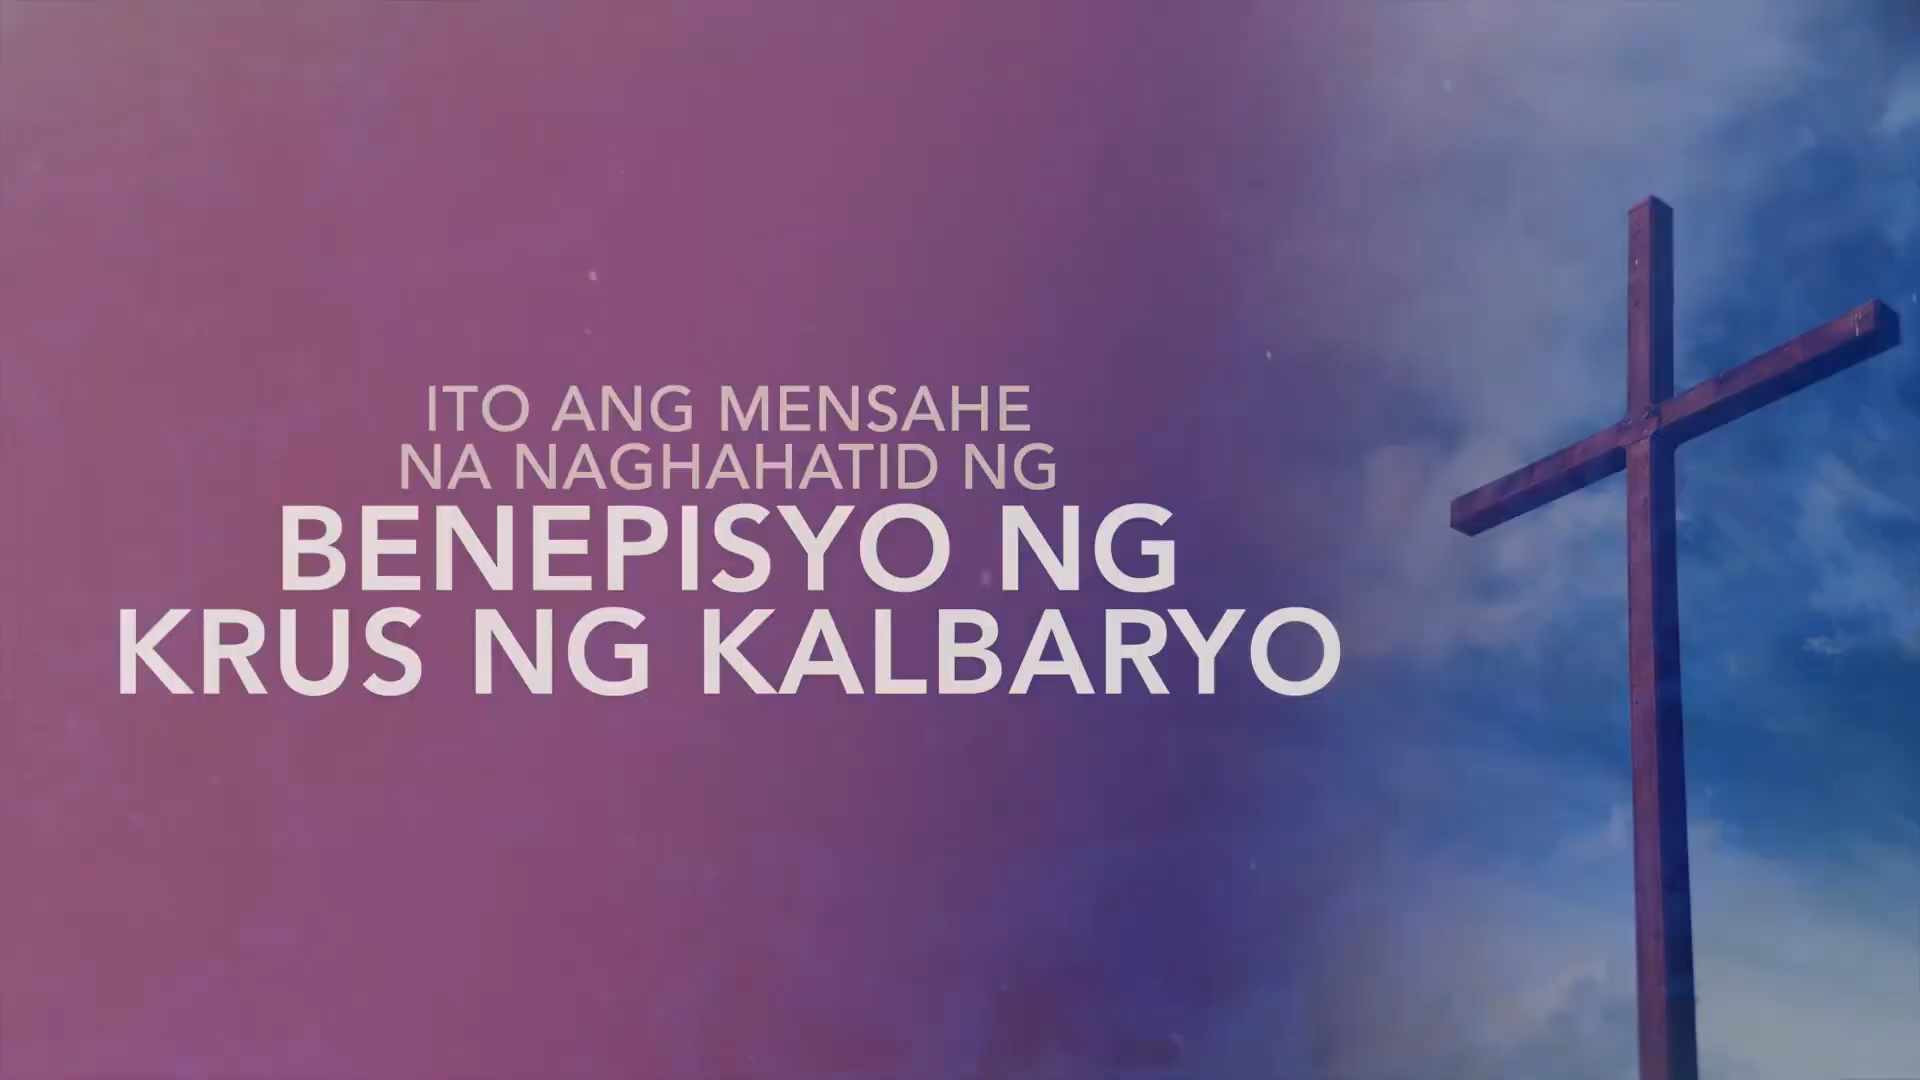 ITO ANG MENSAHE
NA NAGHAHATID NG
BENEPISYO NG
KRUS NG KALBARYO